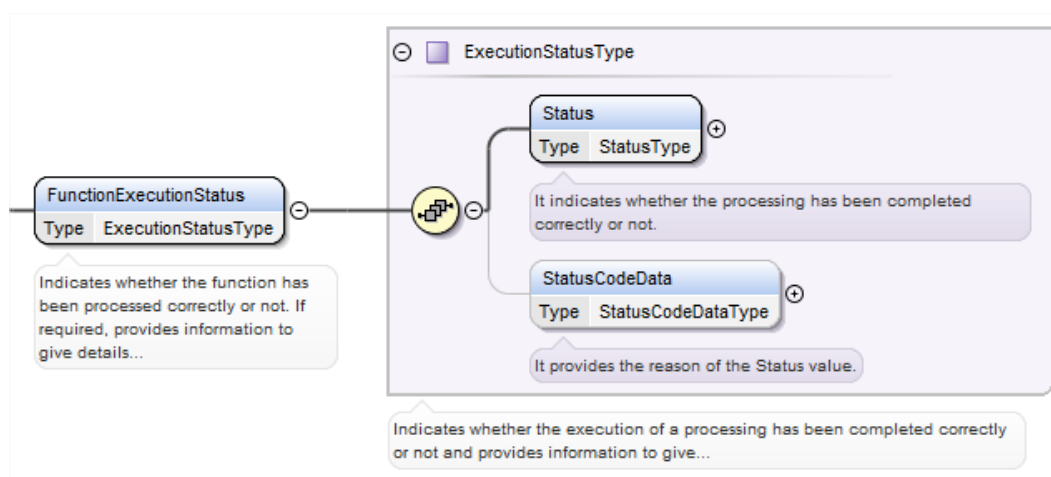 ExecutionStatusType
Status
Type StatusType
It indicates whether the processing has been completed
correctly or not.
FunctionExecutionStatus
Type ExecutionStatusType
Indicates whether the function has
been processed correctly or not. If
required, provides information to
give details...
StatusCodeData
Type StatusCodeDataType
It provides the reason of the Status value.
Indicates whether the execution of a processing has been completed correctly
or not and provides information to give...